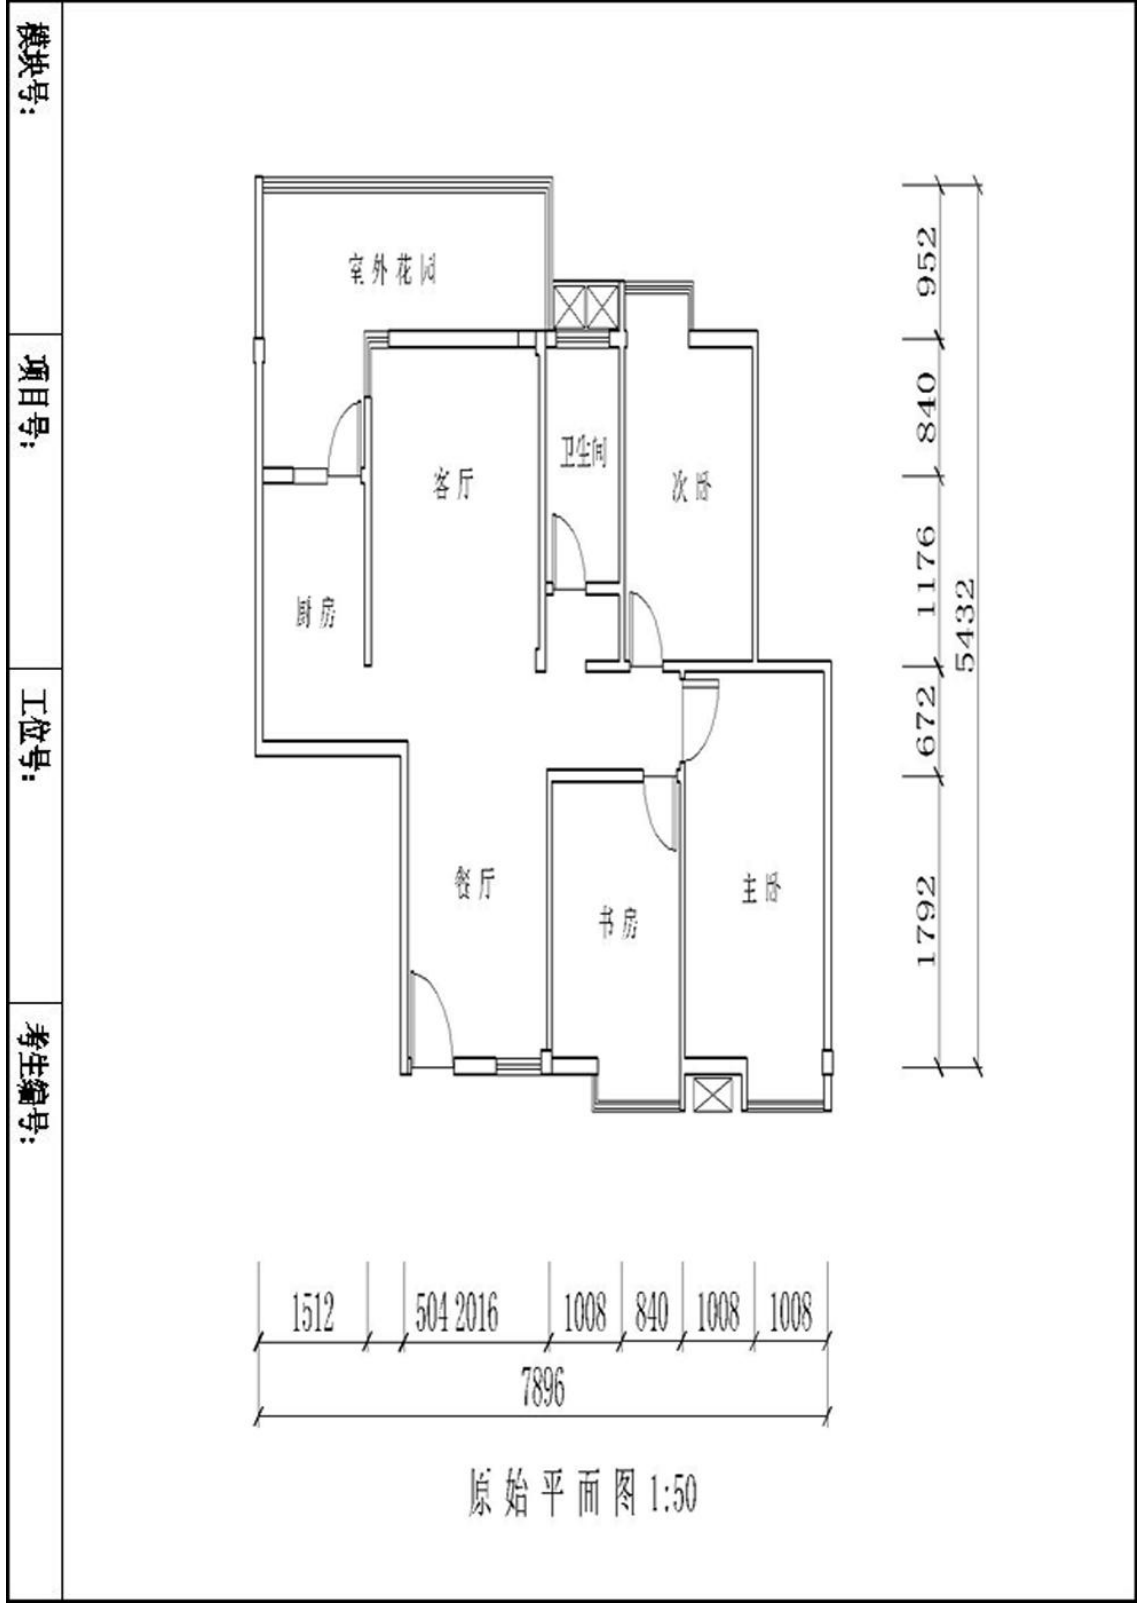 模块号:
项目号:
工位号:
考生编号:
室外花园
卫生间
客厅
次卧
厨房
餐厅
主卧
书房
952
840
1176
672
1792
5432
1512 504 2016 1008 840 1008 1008
7896
原始平面图 1:50